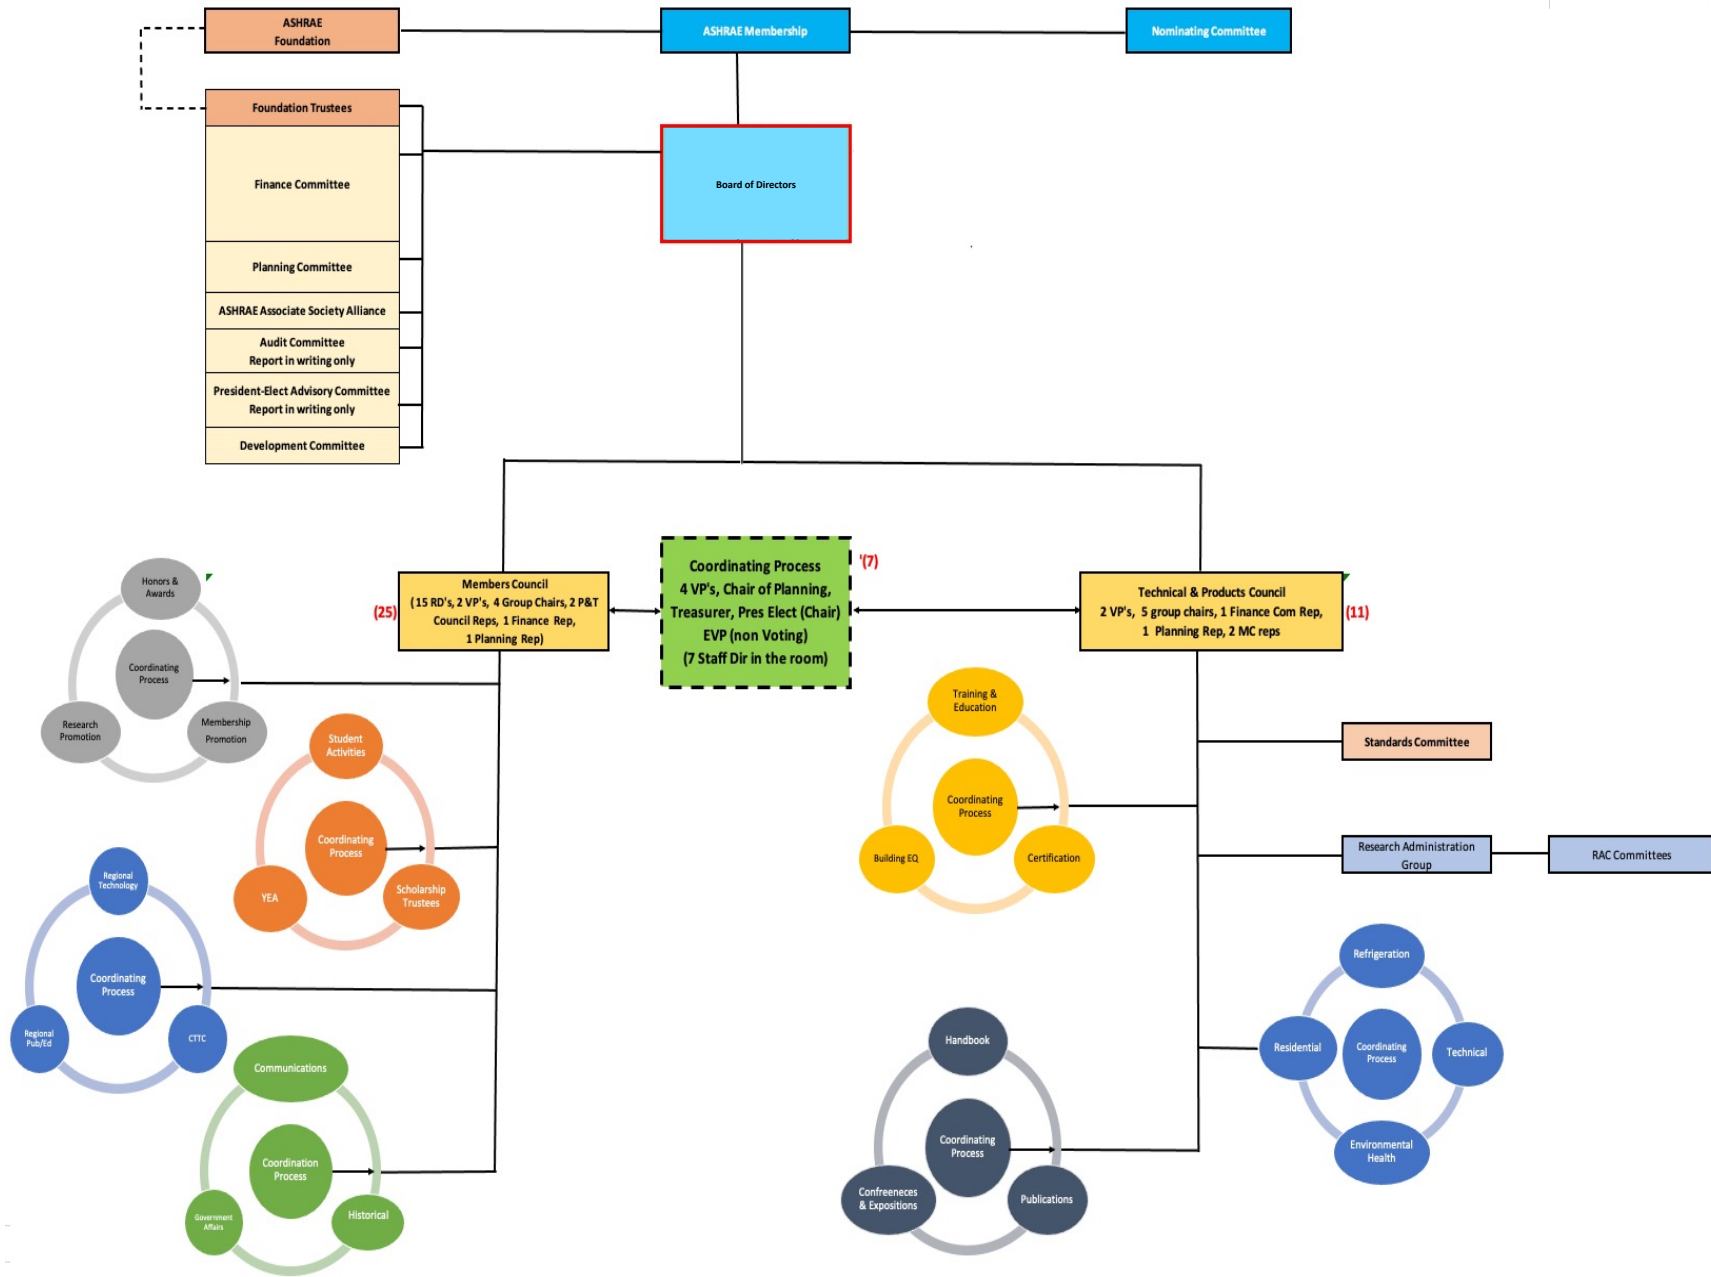 ASHRAE
Foundation
ASHRAE Membership
Nominating Committee
Foundation Trustees
Finance Committee
Planning Committee
ASHRAE Associate Society Alliance
Audit Committee
Report in writing only
President-Elect Advisory Committee
Report in writing only
Development Committee
Board of Directors
(25)
Members Council
( 15 RD's, 2 VP's, 4 Group Chairs, 2 P&T
Council Reps, 1 Finance Rep,
1 Planning Rep)
Coordinating Process
4 VP's, Chair of Planning,
Treasurer, Pres Elect (Chair)
EVP (non Voting)
(7 Staff Dir in the room)
'(7)
Technical & Products Council
2 VP's, 5 group chairs, 1 Finance Com Rep,
1 Planning Rep, 2 MC reps
(11)
Honors &
Awards
Coordinating
Process
Research
Promotion
Membership
Promotion
Student
Activities
Coordinating
Process
YEA
Scholarship
Trustees
Regional
Technology
Coordinating
Process
Regional
Pub/Ed
CTTC
Communications
Coordination
Process
Government
Affairs
Historical
Training &
Education
Coordinating
Process
Building EQ
Certification
Standards Committee
Research Administration
Group
RAC Committees
Refrigeration
Residential
Coordinating
Process
Technical
Environmental
Health
Handbook
Coordinating
Process
Confreneces
& Expositions
Publications